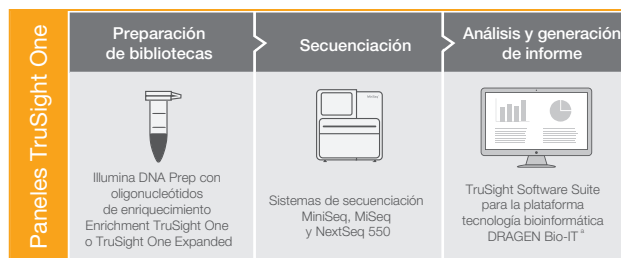 Paneles TruSight One
Preparación
de bibliotecas
Illumina DNA Prep con
oligonucleótidos
de enriquecimiento
Enrichment TruSight One
o TruSight One Expanded
Secuenciación
MiniSeq
Sistemas de secuenciación
MiniSeq, MiSeq
y NextSeq 550
Análisis y generación
de informe
TruSight Software Suite
para la plataforma
tecnología bioinformática
DRAGEN Bio-IT